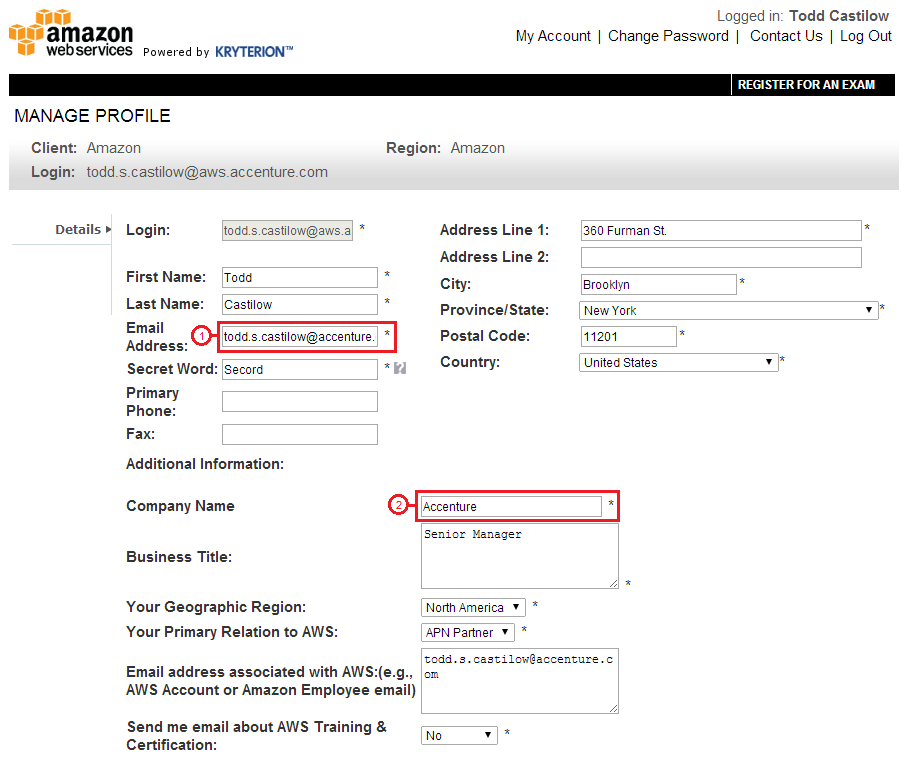 Logged in: Todd Castilow
amazon
webservices
Powered by KRYTERION™
My Account | Change Password | Contact Us | Log Out
REGISTER FOR AN EXAM
MANAGE PROFILE
Client: Amazon
Region: Amazon
Login: todd.s.castilow@aws.accenture.com
Details
Login: todd.s.castilow@aws.a *
First Name: Todd *
Last Name: Castilow *
1
Email
Address: todd.s.castilow@accenture. *
Secret Word: Secord * ?
Primary
Phone:
Fax:
Address Line 1: 360 Furman St. *
Address Line 2:
City: Brooklyn *
Province/State: New York *
Postal Code: 11201 *
Country: United States *
Additional Information:
Company Name 2 Accenture *
Business Title: Senior Manager *
Your Geographic Region: North America *
Your Primary Relation to AWS: APN Partner *
Email address associated with AWS:(e.g.,
AWS Account or Amazon Employee email)
todd.s.castilow@accenture.c
om
Send me email about AWS Training &
Certification: No *